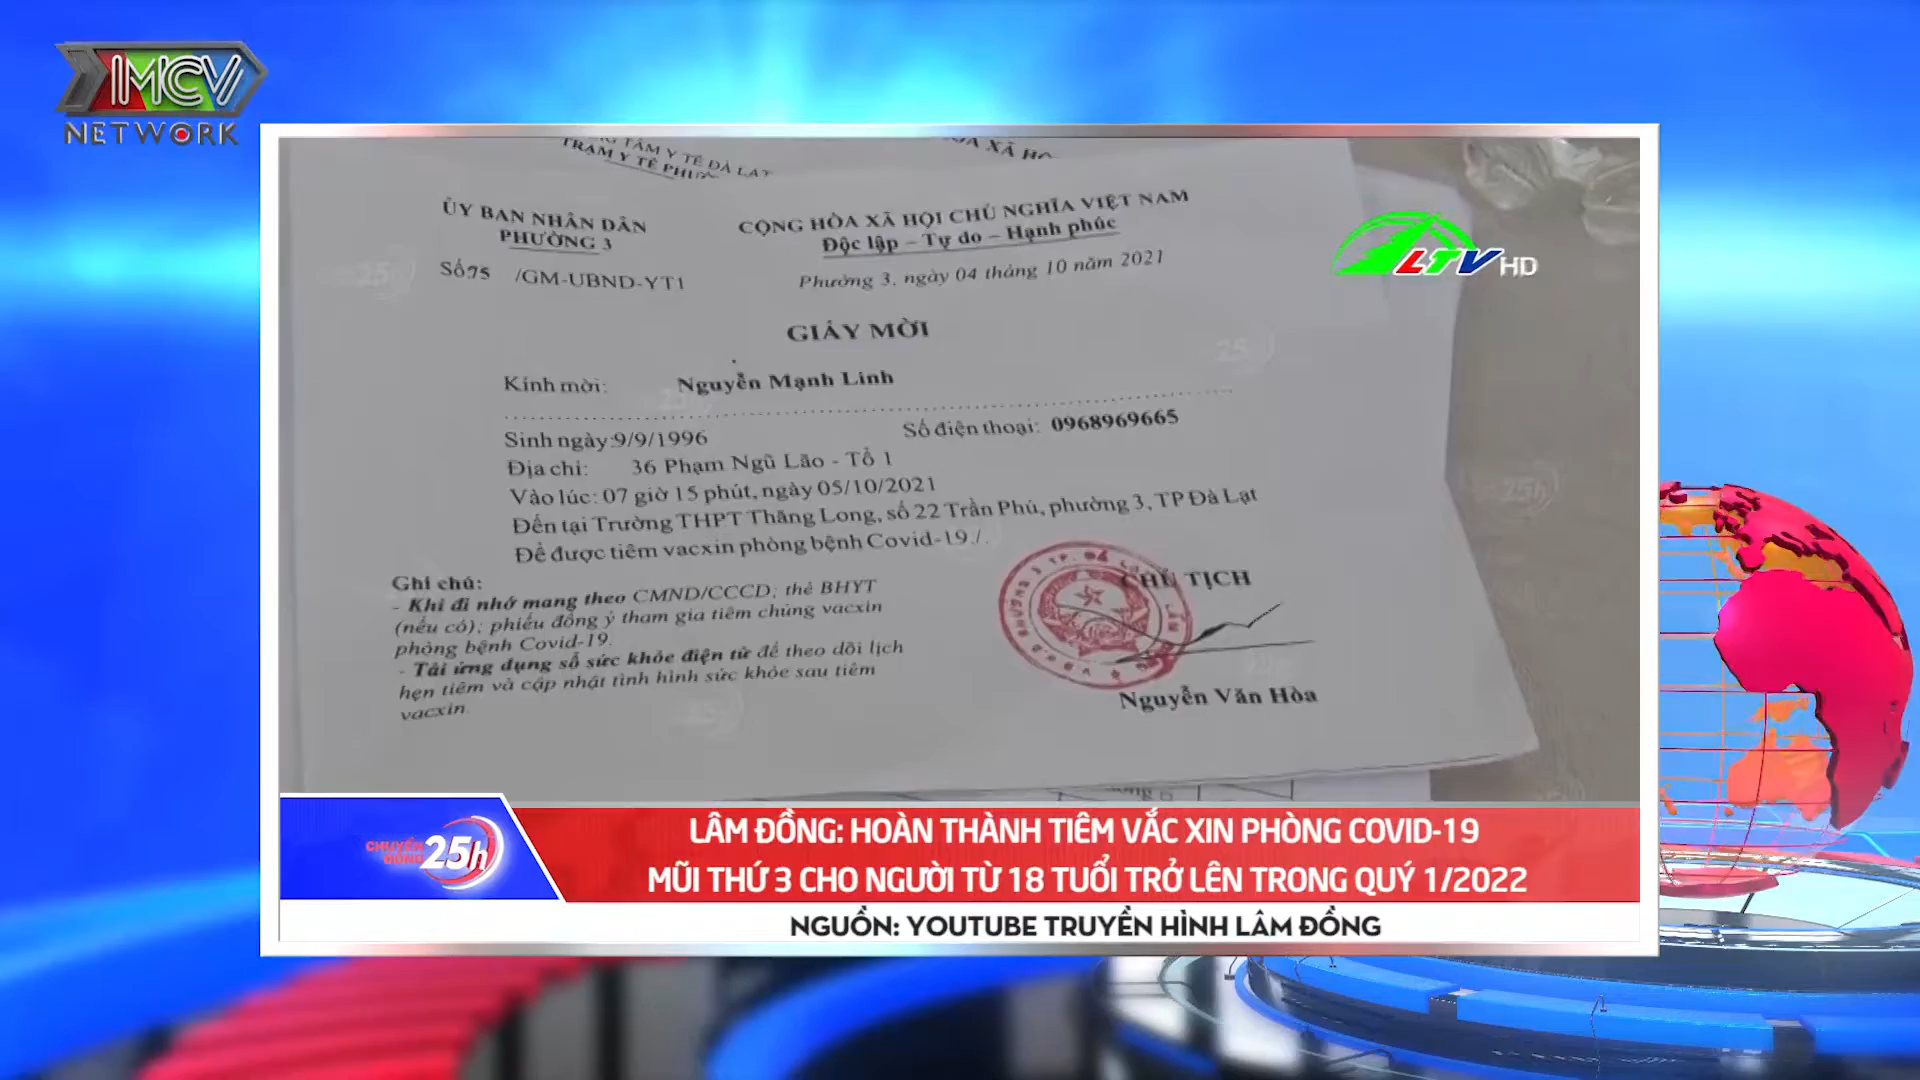 MCV
NETWORK
TRẠM Y TẾ
ỦY BAN NHÂN DÂN
PHƯỜNG 3
Số 75 /GM-UBND-YT1
CỘNG HÒA XÃ HỘI CHỦ NGHĨA VIỆT NAM
Độc lập – Tự do – Hạnh phúc
Phường 3, ngày 04 tháng 10 năm 2021
LTV HD
GIẤY MỜI
Kính mời: Nguyễn Mạnh Linh
Sinh ngày:9/9/1996 Số điện thoại: 0968969665
Địa chỉ: 36 Phạm Ngũ Lão - Tổ 1
Vào lúc: 07 giờ 15 phút, ngày 05/10/2021
Đến tại Trường THPT Thăng Long, số 22 Trần Phú, phường 3, TP Đà Lạt
Để được tiêm vacxin phòng bệnh Covid-19./.
Ghi chú:
- Khi đi nhớ mang theo CMND/CCCD; thẻ BHYT
(nếu có); phiếu đồng ý tham gia tiêm chủng vacxin
phòng bệnh Covid-19.
- Tải ứng dụng sổ sức khỏe điện tử để theo dõi lịch
hẹn tiêm và cập nhật tình hình sức khỏe sau tiêm
vacxin.
CHỦ TỊCH
Nguyễn Văn Hòa
CHUYỂN
ĐỘNG 25h
LÂM ĐỒNG: HOÀN THÀNH TIÊM VẮC XIN PHÒNG COVID-19
MŨI THỨ 3 CHO NGƯỜI TỪ 18 TUỔI TRỞ LÊN TRONG QUÝ 1/2022
NGUỒN: YOUTUBE TRUYỀN HÌNH LÂM ĐỒNG